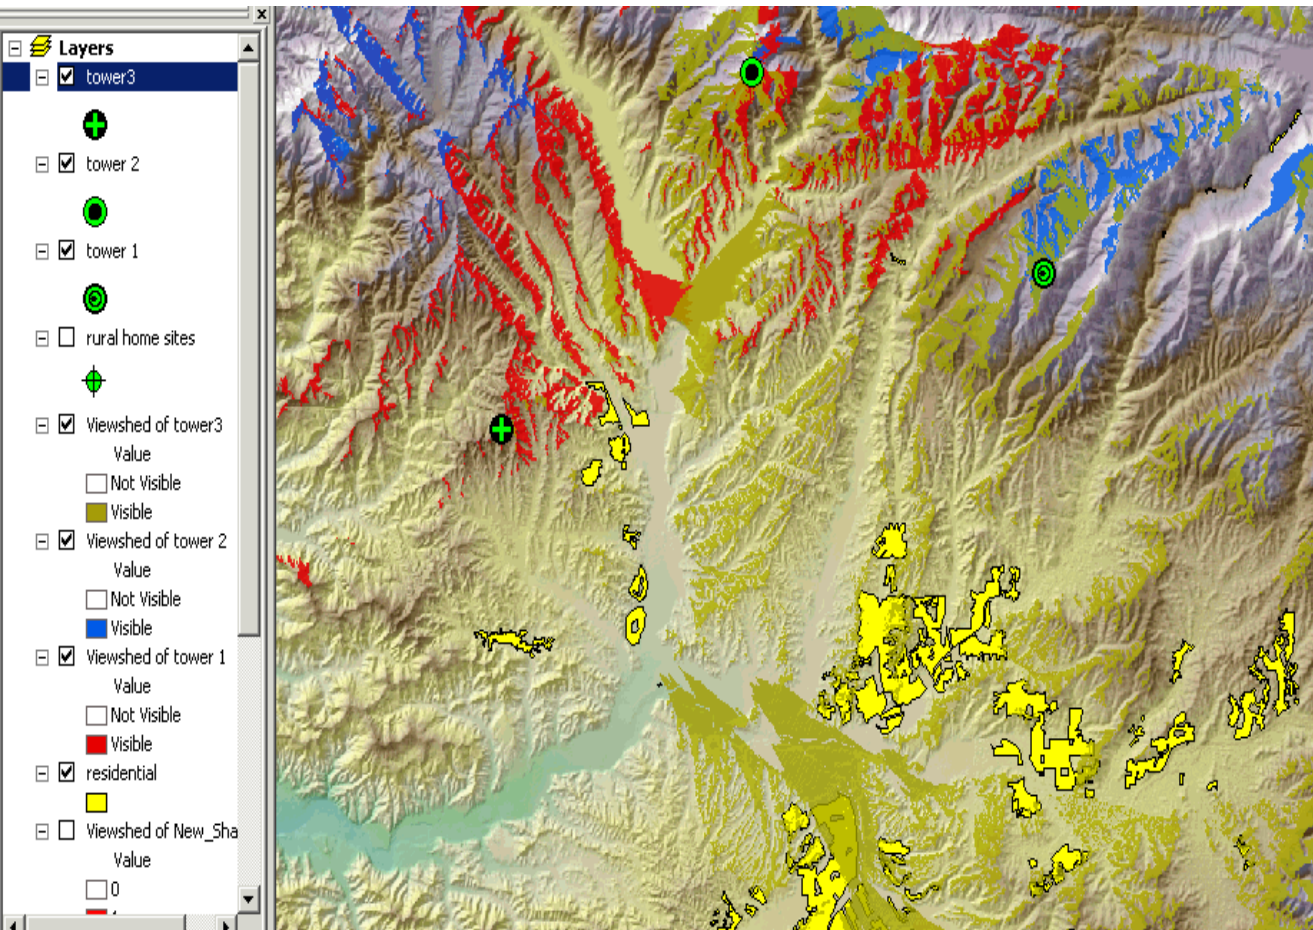 Layers
tower3
tower 2
tower 1
rural home sites
Viewshed of tower3
Value
Not Visible
Visible
Viewshed of tower 2
Value
Not Visible
Visible
Viewshed of tower 1
Value
Not Visible
Visible
residential
Viewshed of New_Sha
Value
0